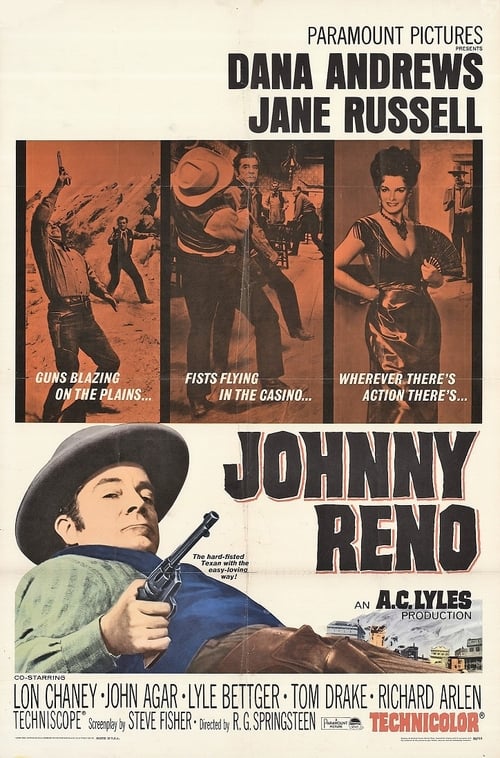 PARAMOUNT PICTURES
PRESENTS
DANA ANDREWS
JANE RUSSELL
GUNS BLAZING
ON THE PLAINS...
FISTS FLYING
IN THE CASINO...
WHEREVER THERE'S
ACTION THERE'S...
JOHNNY
RENO
The hard-fisted
Texan with the
easy-loving
way!
AN A.C. LYLES
PRODUCTION
CO-STARRING
LON CHANEY • JOHN AGAR • LYLE BETTGER • TOM DRAKE • RICHARD ARLEN
TECHNISCOPE Screenplay by STEVE FISHER • Directed by R. G. SPRINGSTEEN A PARAMOUNT PICTURE TECHNICOLOR®